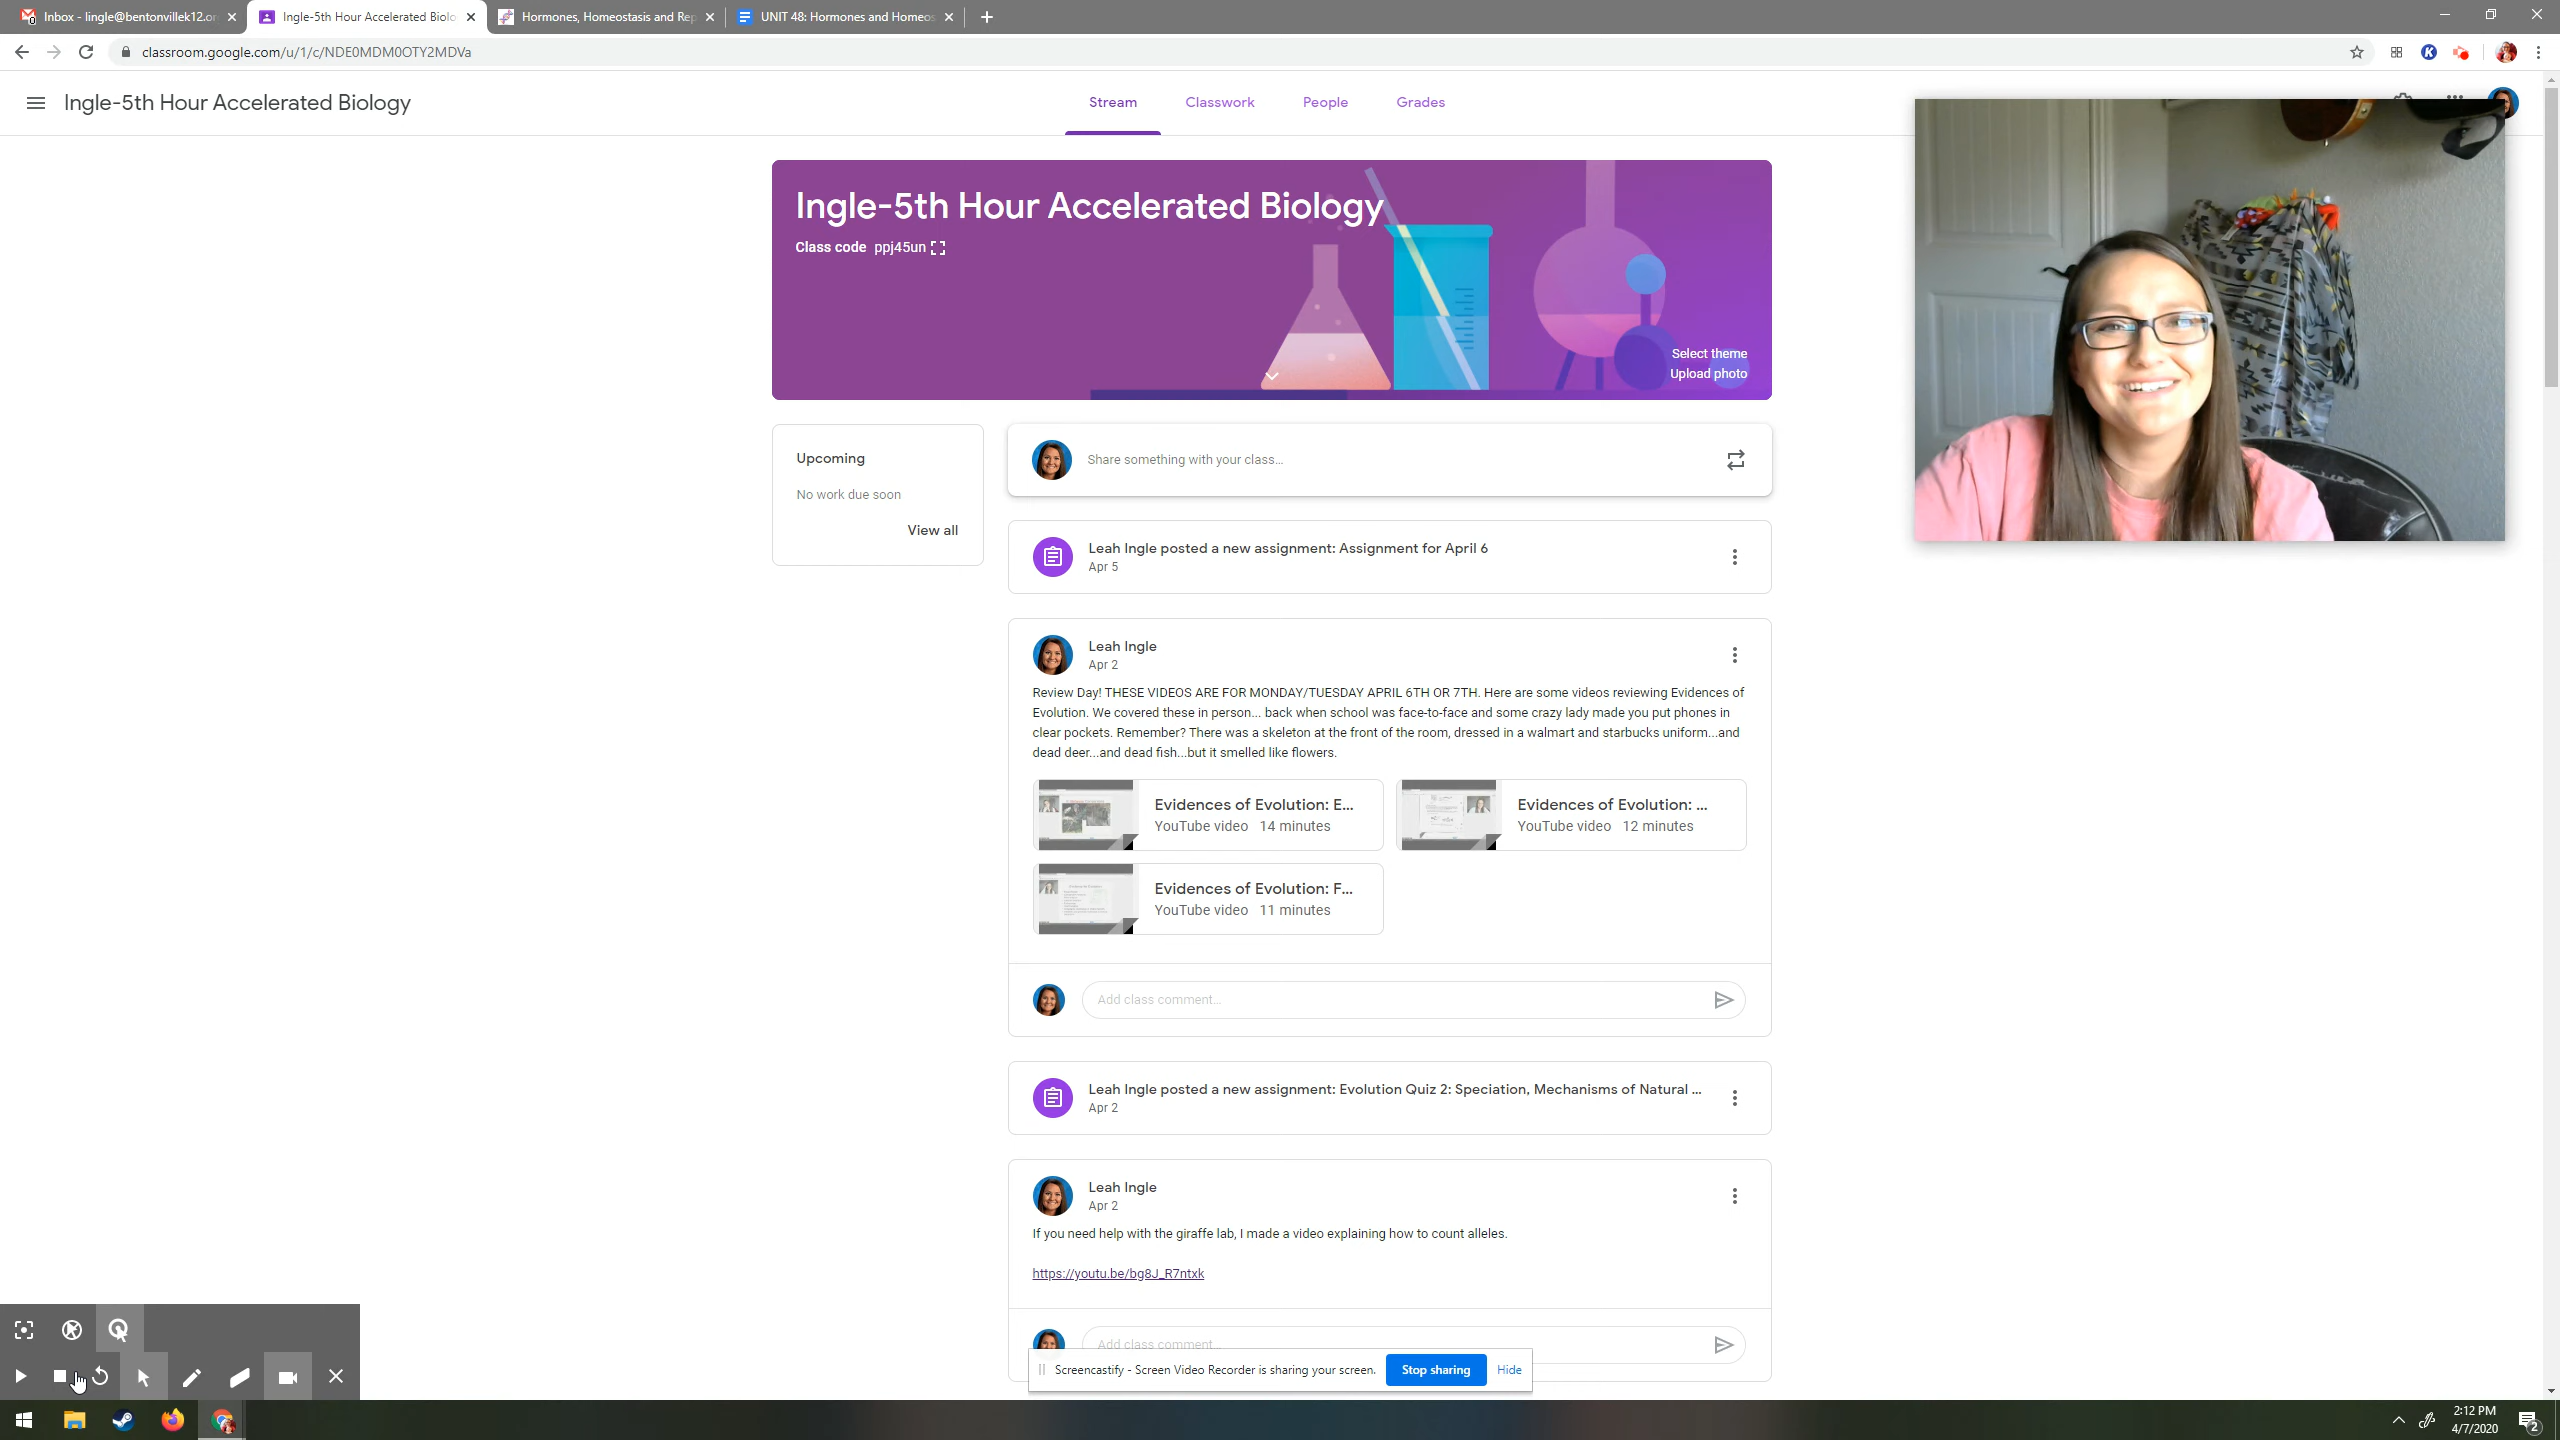 Inbox - lingle@bentonvillek12.or
Ingle-5th Hour Accelerated Biolo
Hormones, Homeostasis and Rep
UNIT 48: Hormones and Homeos
classroom.google.com/u/1/c/NDE0MDM0OTY2MDVa
Ingle-5th Hour Accelerated Biology
Stream
Classwork
People
Grades
Ingle-5th Hour Accelerated Biology
Class code ppj45un
Select theme
Upload photo
Upcoming
No work due soon
View all
Share something with your class...
Leah Ingle posted a new assignment: Assignment for April 6
Apr 5
Leah Ingle
Apr 2
Review Day! THESE VIDEOS ARE FOR MONDAY/TUESDAY APRIL 6TH OR 7TH. Here are some videos reviewing Evidences of
Evolution. We covered these in person... back when school was face-to-face and some crazy lady made you put phones in
clear pockets. Remember? There was a skeleton at the front of the room, dressed in a walmart and starbucks uniform...and
dead deer...and dead fish...but it smelled like flowers.
Evidences of Evolution: E...
YouTube video 14 minutes
Evidences of Evolution: ...
YouTube video 12 minutes
Evidences of Evolution: F...
YouTube video 11 minutes
Add class comment...
Leah Ingle posted a new assignment: Evolution Quiz 2: Speciation, Mechanisms of Natural ...
Apr 2
Leah Ingle
Apr 2
If you need help with the giraffe lab, I made a video explaining how to count alleles.
https://youtu.be/bg8J_R7ntxk
Add class comment...
Screencastify - Screen Video Recorder is sharing your screen.
Stop sharing
Hide
2:12 PM
4/7/2020
2